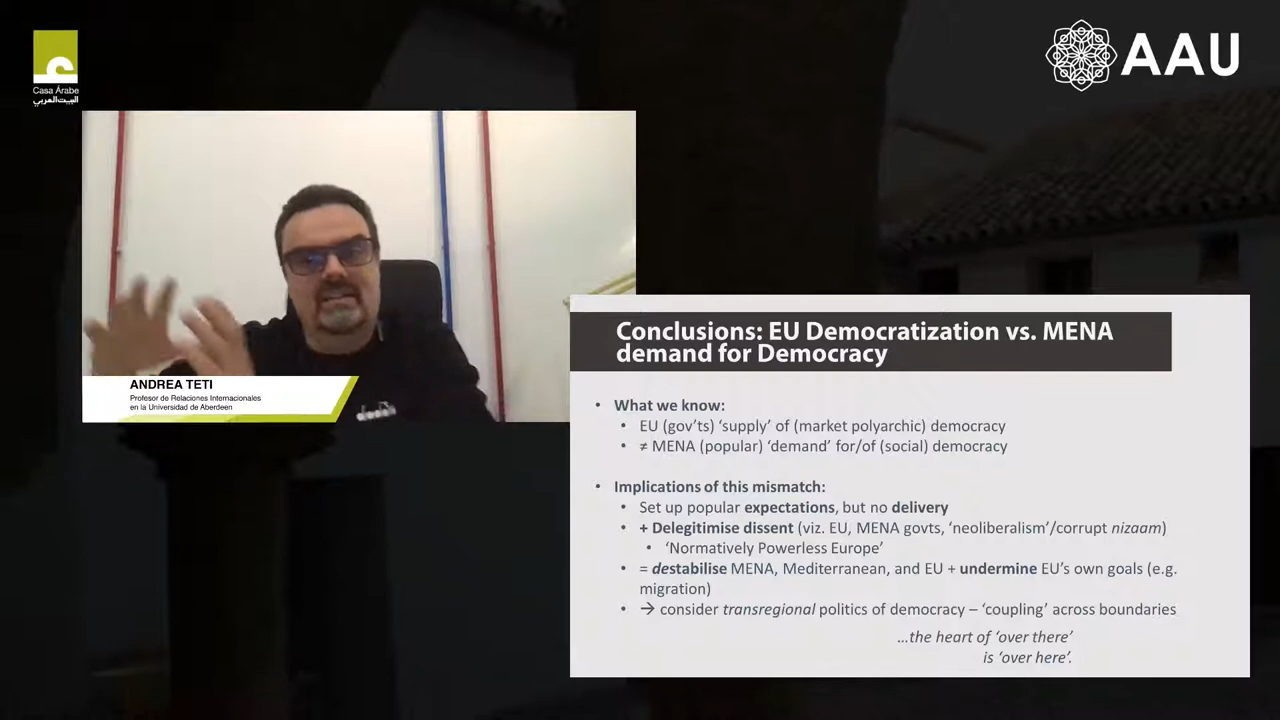 Casa Árabe
البيت العربي
AAU
ANDREA TETI
Profesor de Relaciones Internacionales
en la Universidad de Aberdeen
diadora
Conclusions: EU Democratization vs. MENA
demand for Democracy
• What we know:
• EU (gov'ts) 'supply' of (market polyarchic) democracy
• ≠ MENA (popular) 'demand' for/of (social) democracy
• Implications of this mismatch:
• Set up popular expectations, but no delivery
• + Delegitimise dissent (viz. EU, MENA govts, 'neoliberalism'/corrupt nizaam)
• 'Normatively Powerless Europe'
• = destabilise MENA, Mediterranean, and EU + undermine EU's own goals (e.g.
migration)
• → consider transregional politics of democracy – 'coupling' across boundaries
…the heart of 'over there'
is 'over here'.